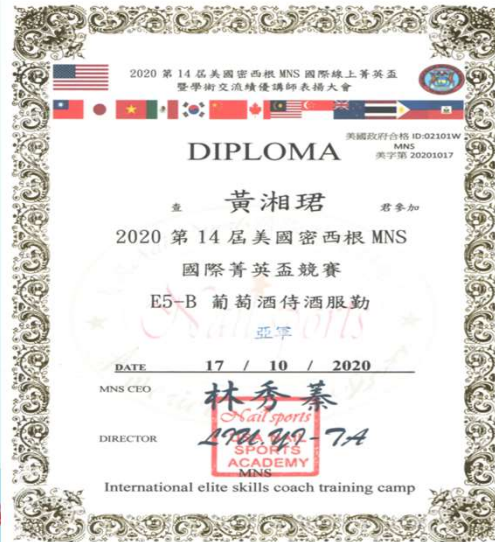 2020 第 14 屆美國密西根 MNS 國際線上菁英盃
暨學術交流績優講師表揚大會
美國政府合格 ID:02101W
MNS
美字第 20201017
DIPLOMA
查 黃湘珺 君參加
2020 第 14 屆美國密西根 MNS
國際菁英盃競賽
E5-B 葡萄酒侍酒服勤
亞軍
DATE 17 / 10 / 2020
MNS CEO 林秀蓁
Nail sports
DIRECTOR LIU.YI-TA
USA NAIL
SPORTS
ACADEMY
MNS
International elite skills coach training camp